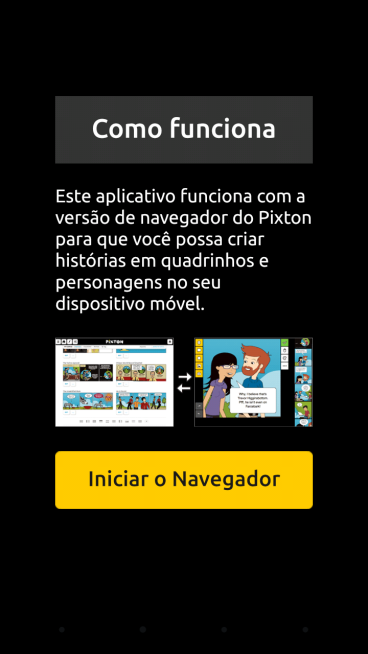 Como funciona
Este aplicativo funciona com a
versão de navegador do Pixton
para que você possa criar
histórias em quadrinhos e
personagens no seu
dispositivo móvel.
PIXTON
Iniciar o Navegador